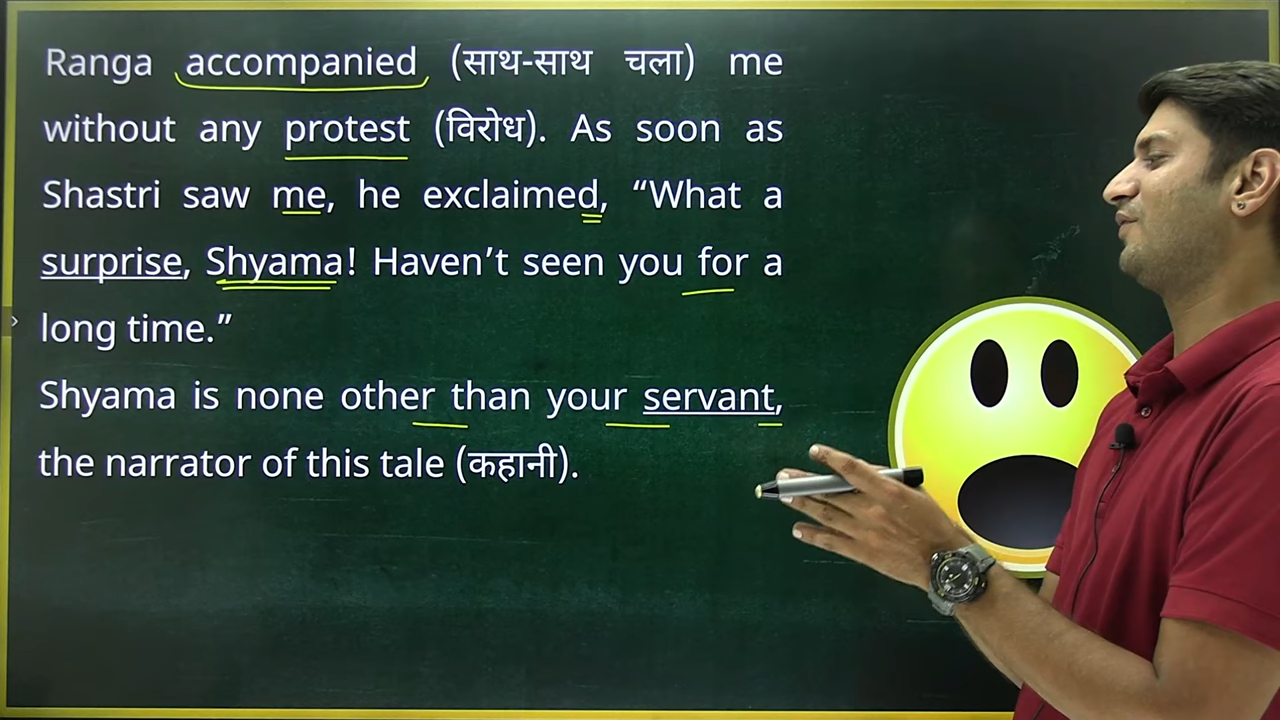 Ranga accompanied (साथ-साथ चला) me
without any protest (विरोध). As soon as
Shastri saw me, he exclaimed, “What a
surprise, Shyama! Haven’t seen you for a
long time.”
Shyama is none other than your servant,
the narrator of this tale (कहानी).